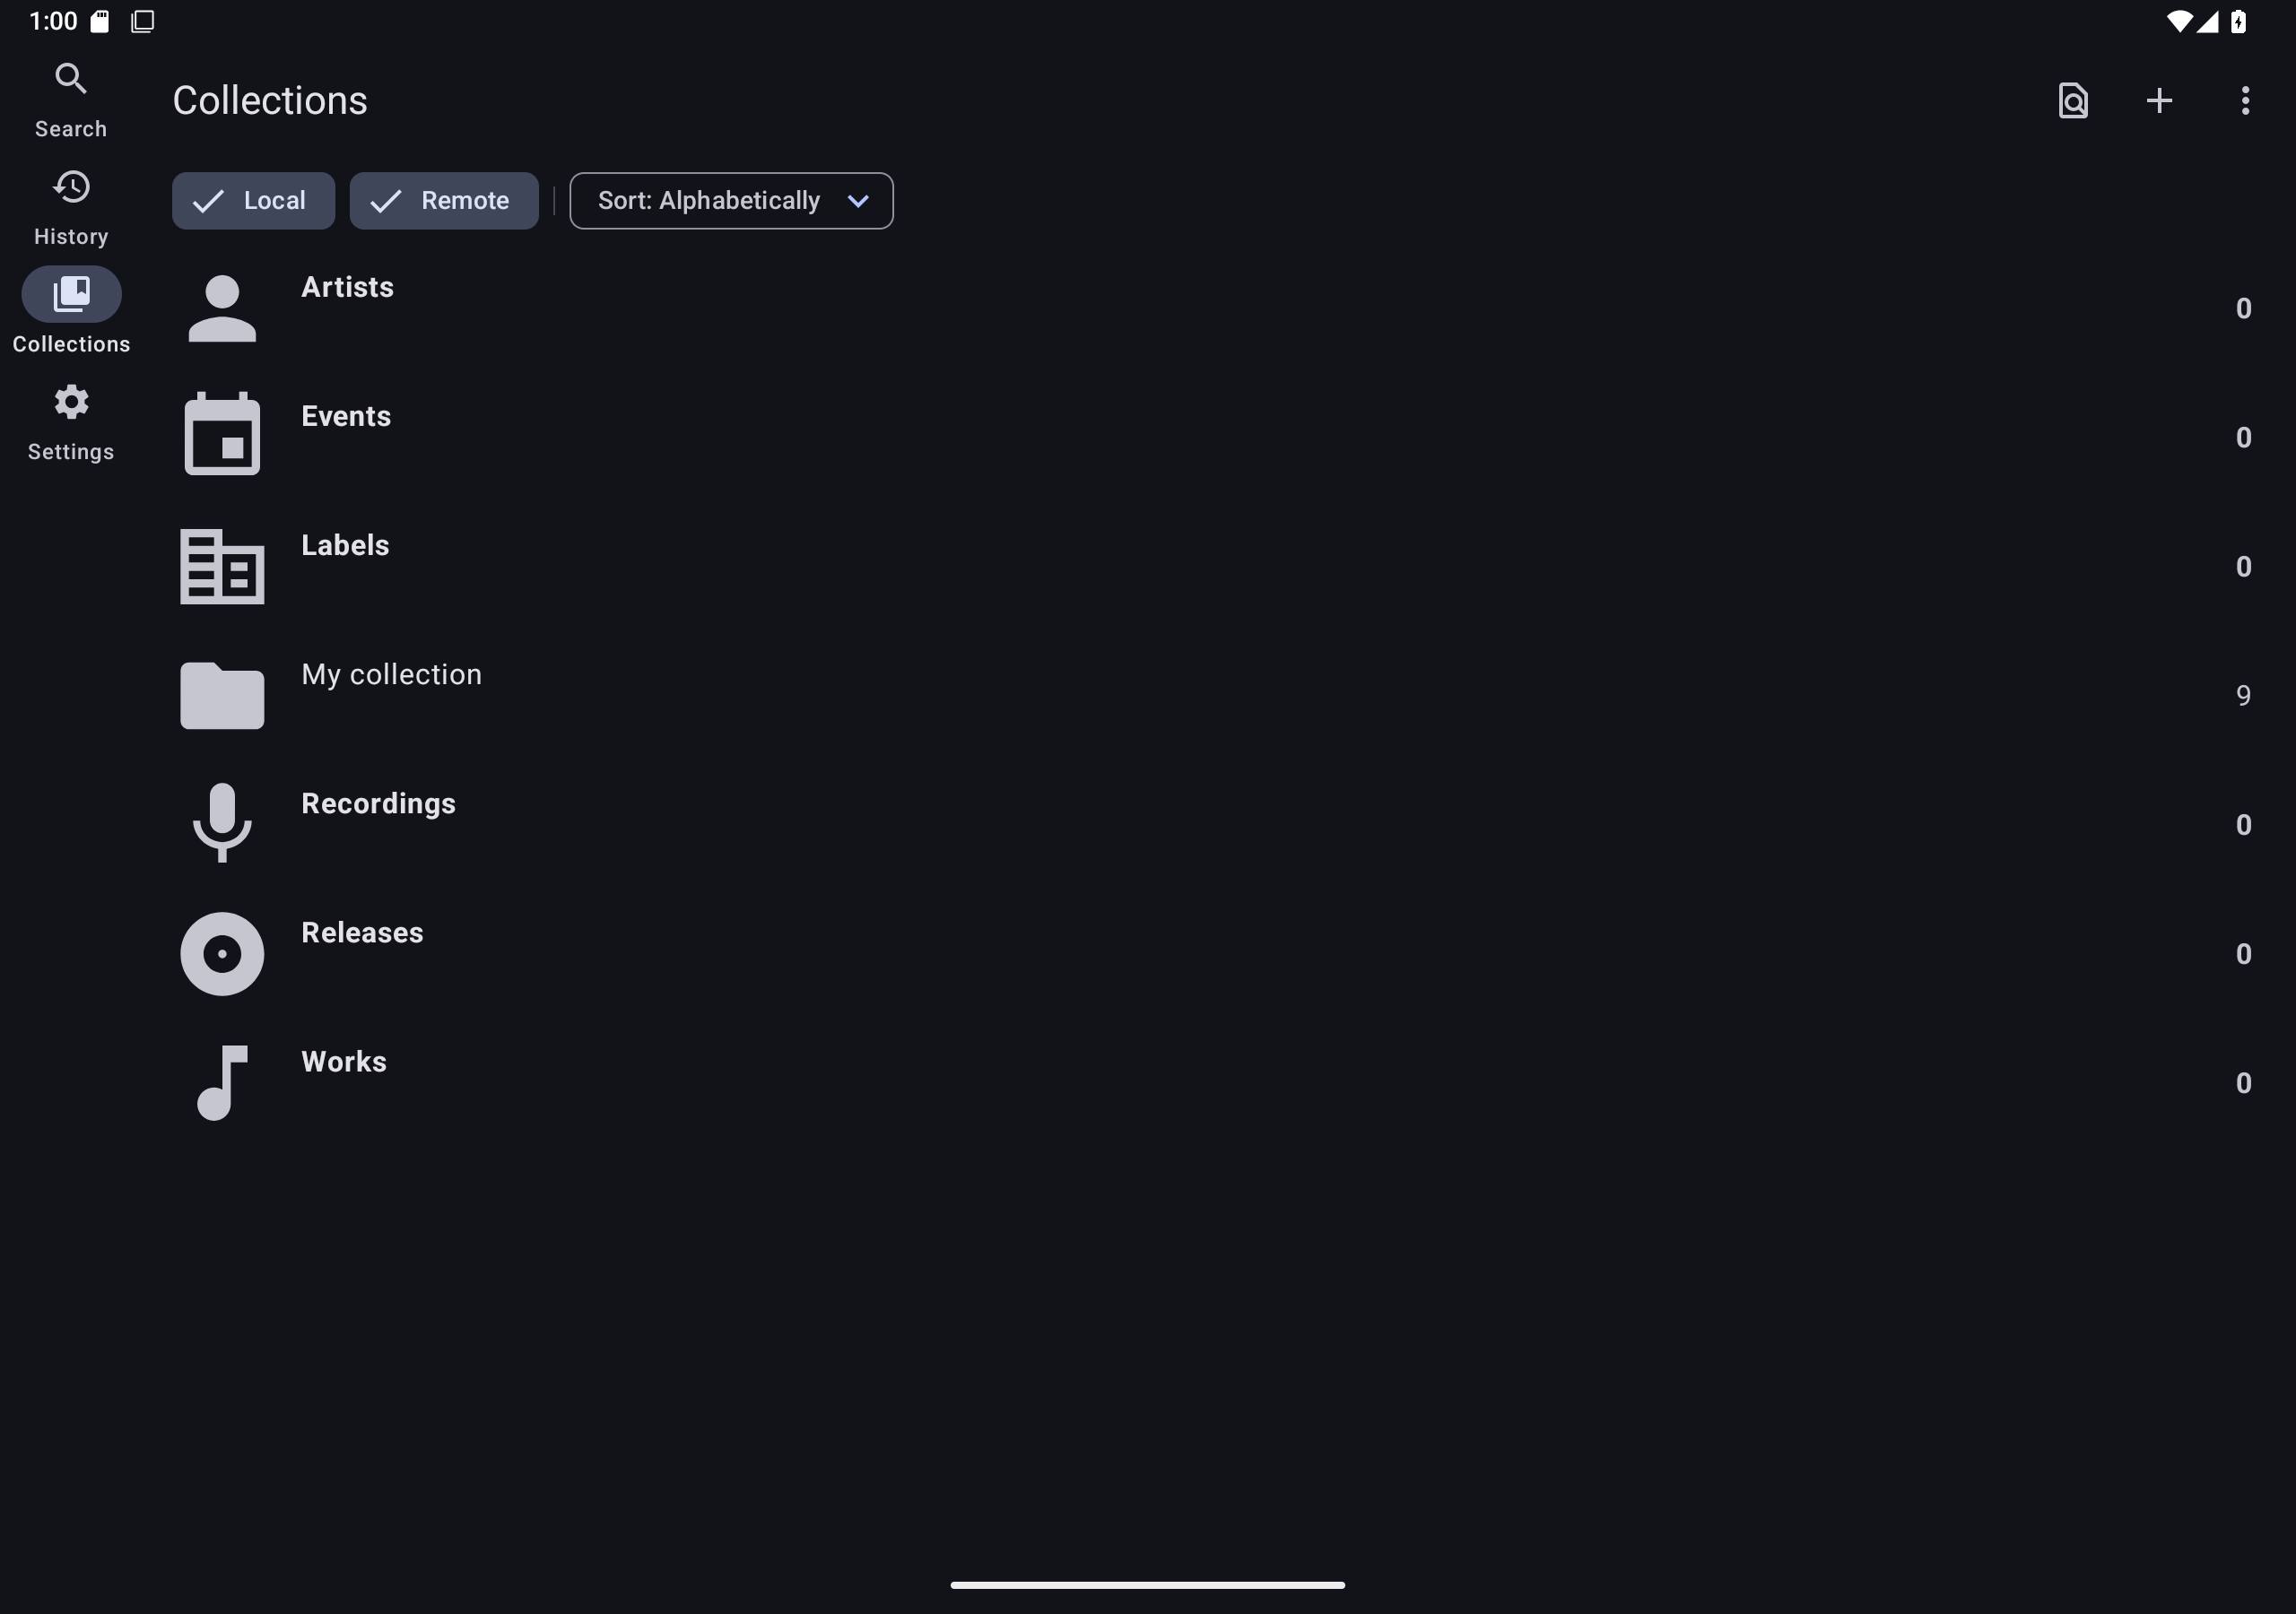 1:00
Search
History
Collections
Settings
Collections
Local
Remote
Sort: Alphabetically
Artists
0
Events
0
Labels
0
My collection
9
Recordings
0
Releases
0
Works
0